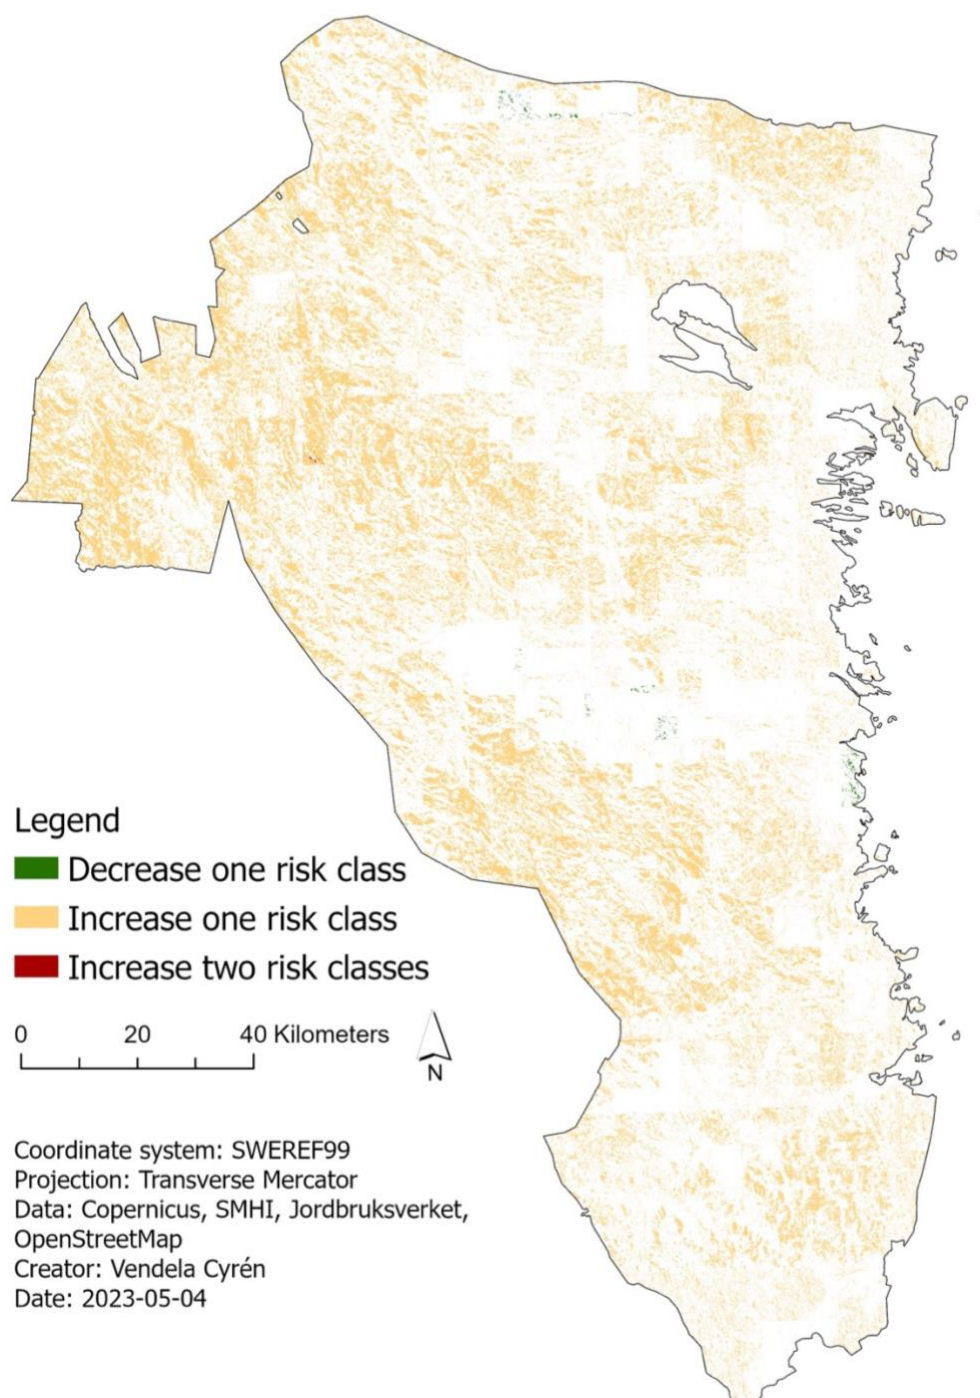 Legend
Decrease one risk class
Increase one risk class
Increase two risk classes
0 20 40 Kilometers
N
Coordinate system: SWEREF99
Projection: Transverse Mercator
Data: Copernicus, SMHI, Jordbruksverket,
OpenStreetMap
Creator: Vendela Cyrén
Date: 2023-05-04